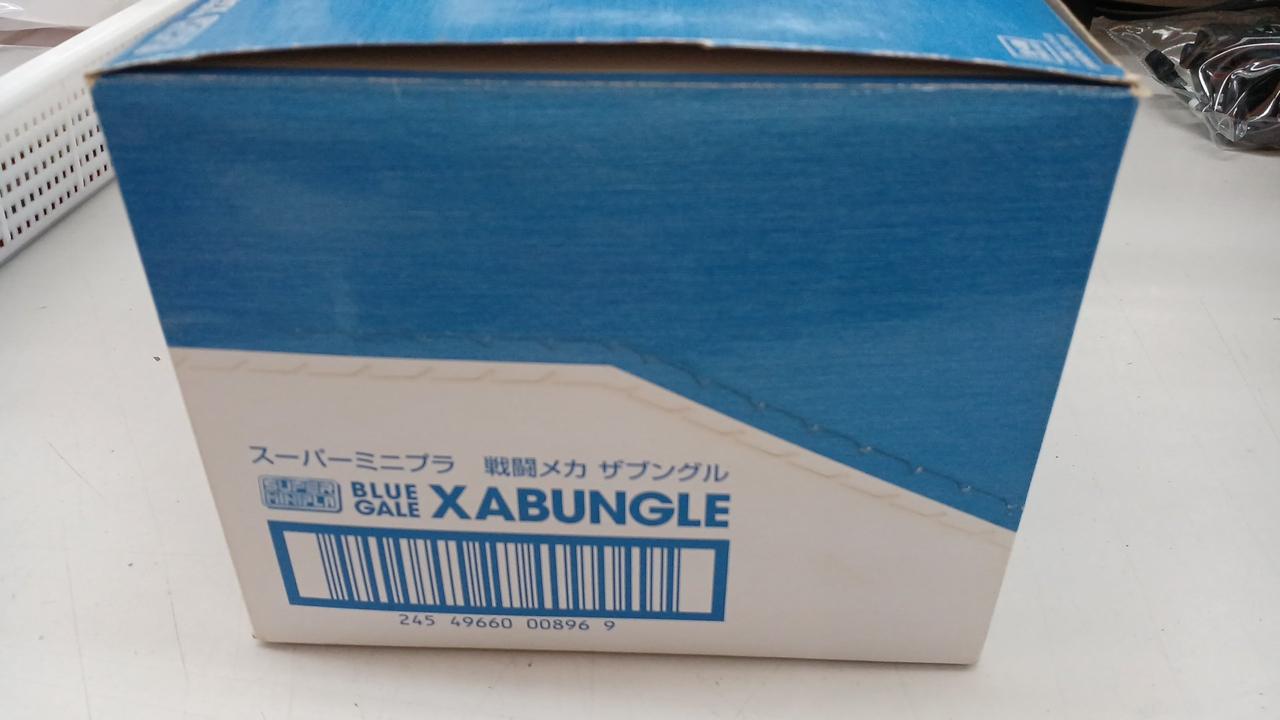 スーパーミニプラ 戦闘メカ ザブングル
SUPER MINIPLA
BLUE GALE XABUNGLE
245 49660 00896 9